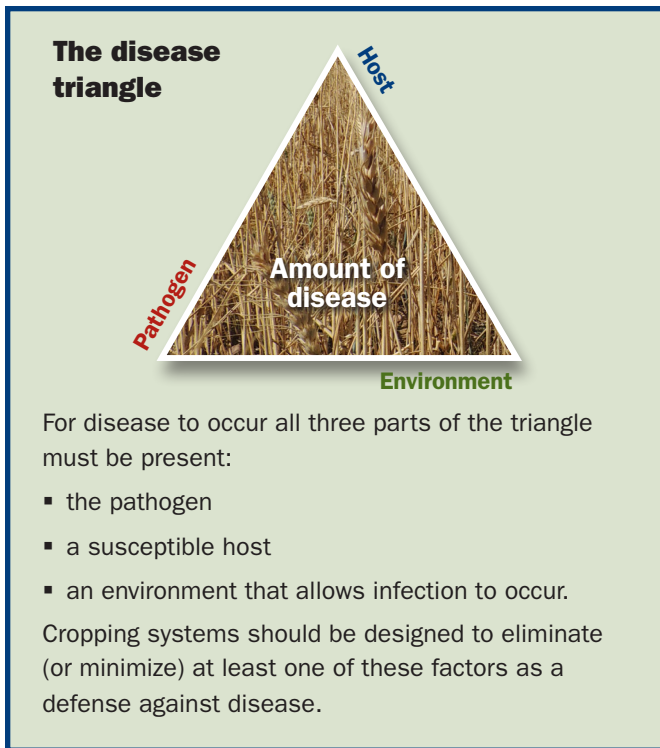 The disease
triangle
Host
Pathogen
Amount of
disease
Environment
For disease to occur all three parts of the triangle
must be present:
▪ the pathogen
▪ a susceptible host
▪ an environment that allows infection to occur.
Cropping systems should be designed to eliminate
(or minimize) at least one of these factors as a
defense against disease.